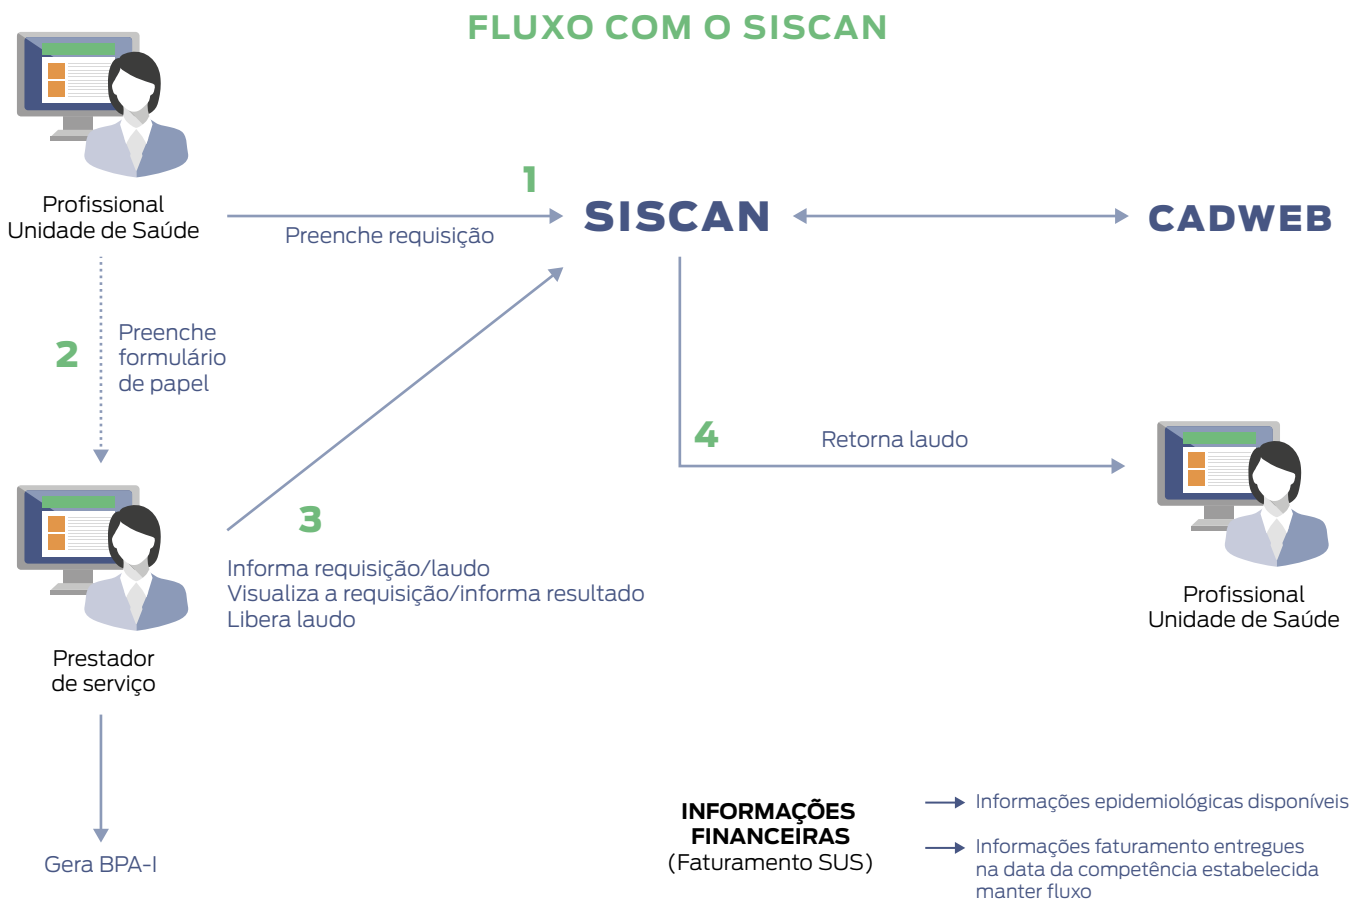 FLUXO COM O SISCAN
Profissional
Unidade de Saúde
1
Preenche requisição
SISCAN
CADWEB
2
Preenche
formulário
de papel
4
Retorna laudo
3
Informa requisição/laudo
Visualiza a requisição/informa resultado
Libera laudo
Profissional
Unidade de Saúde
Prestador
de serviço
Gera BPA-I
INFORMAÇÕES
FINANCEIRAS
(Faturamento SUS)
Informações epidemiológicas disponíveis
Informações faturamento entregues
na data da competência estabelecida
manter fluxo